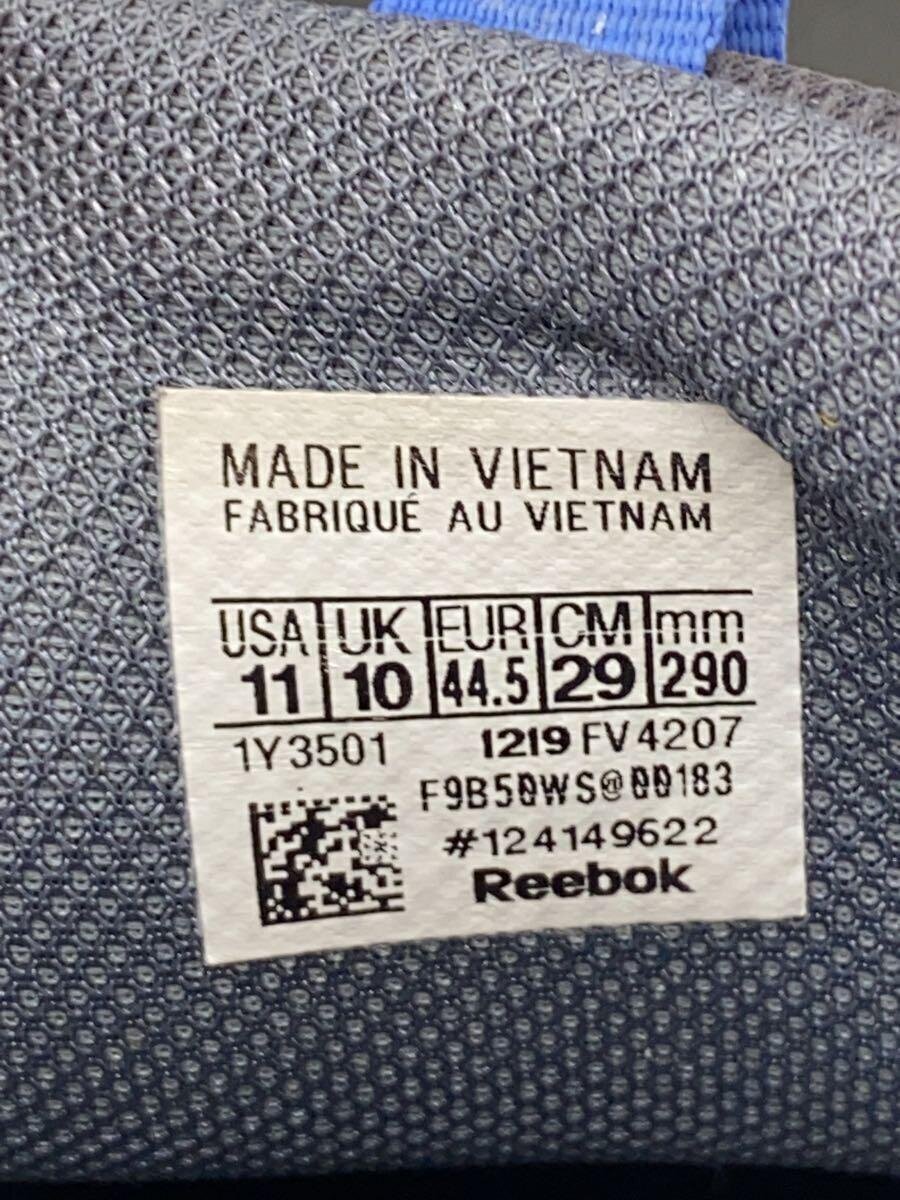 MADE IN VIETNAM
FABRIQUÉ AU VIETNAM
USA UK EUR CM mm
11 10 44.5 29 290
1Y3501 1219 FV4207
F9B50WS@00183
#124149622
Reebok